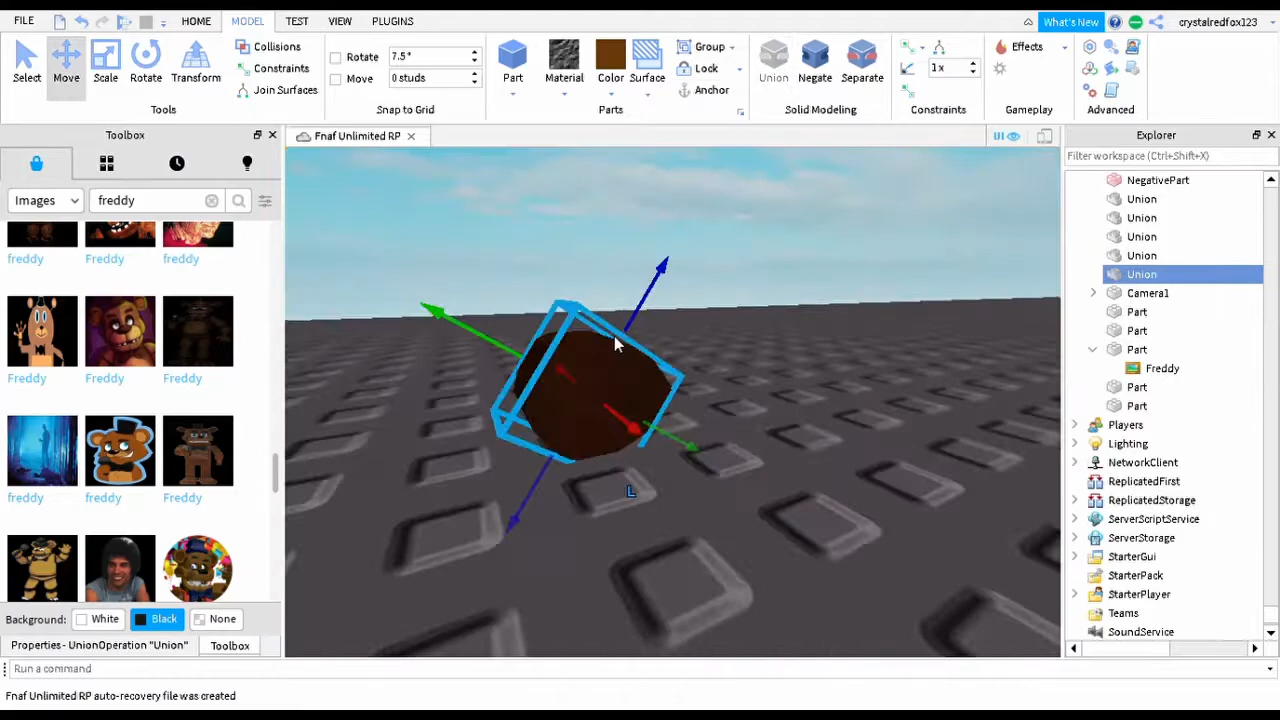 FILE HOME MODEL TEST VIEW PLUGINS What's New crystalredfox123
Select Move Scale Rotate Transform
Collisions
Constraints
Join Surfaces
Tools
Rotate 7.5°
Move 0 studs
Snap to Grid
Part Material Color Surface
Group
Lock
Anchor
Parts
Union Negate Separate
Solid Modeling
1x
Constraints
Effects
Gameplay
Advanced
Toolbox
Fnaf Unlimited RP
UI
Explorer
Images freddy
freddy Freddy freddy
Freddy Freddy Freddy
freddy freddy freddy
Background: White Black None
Properties - UnionOperation "Union" Toolbox
L
Filter workspace (Ctrl+Shift+X)
NegativePart
Union
Union
Union
Union
Union
Camera1
Part
Part
Part
Freddy
Part
Part
Players
Lighting
NetworkClient
ReplicatedFirst
ReplicatedStorage
ServerScriptService
ServerStorage
StarterGui
StarterPack
StarterPlayer
Teams
SoundService
Run a command
Fnaf Unlimited RP auto-recovery file was created